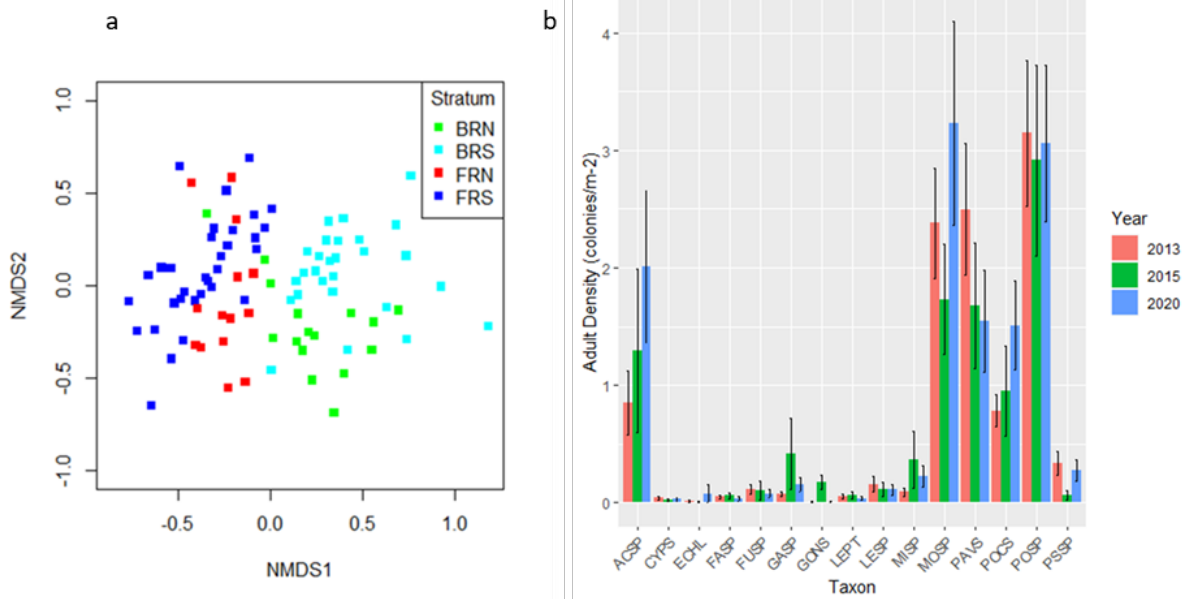 a
NMDS2
1.0
0.5
0.0
-0.5
-1.0
Stratum
BRN
BRS
FRN
FRS
-0.5
0.0
0.5
1.0
NMDS1
b
Adult Density (colonies/m-2)
4
3
2
1
0
ACSP
CYPS
ECHL
FASP
FUSP
GASP
GONS
LEPT
LESP
MISP
MOSP
PAVS
POCS
POSP
PSSP
Taxon
Year
2013
2015
2020